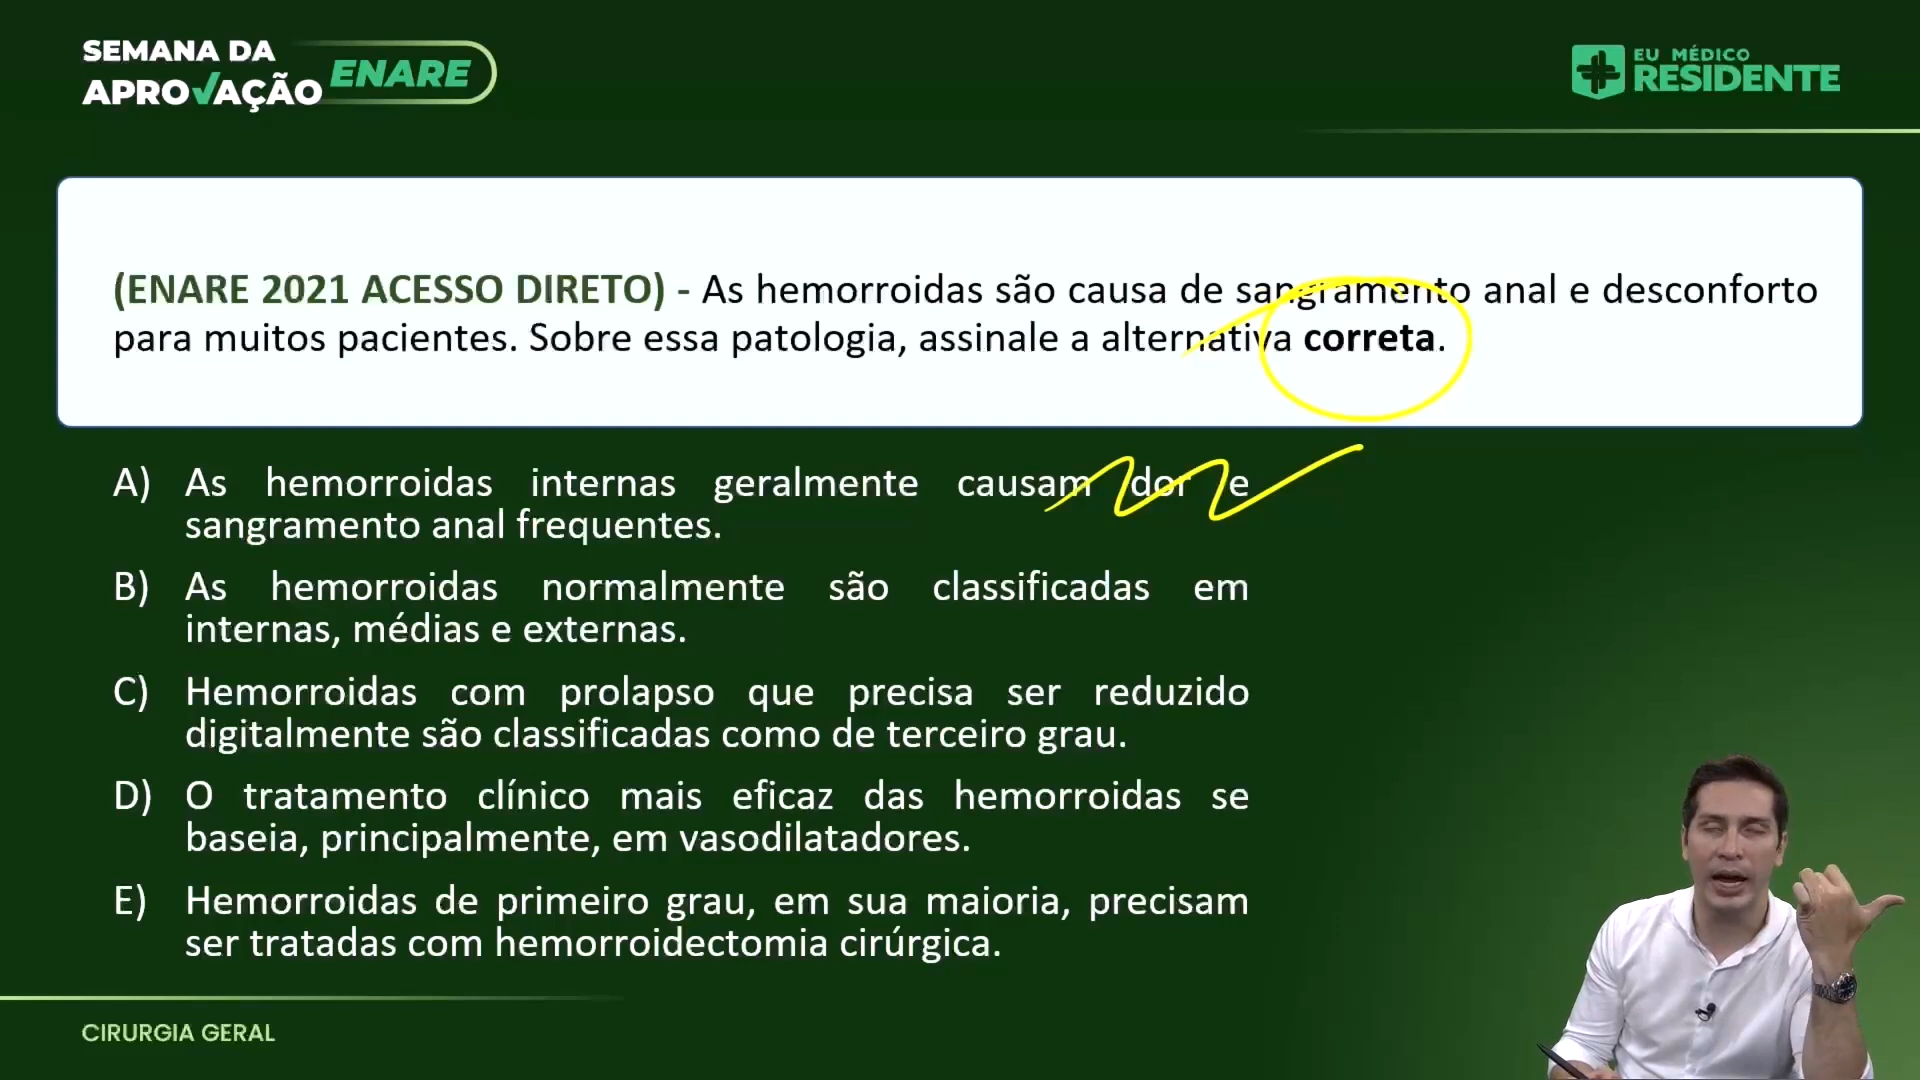 SEMANA DA
APROVAÇÃO ENARE
EU MÉDICO
RESIDENTE
(ENARE 2021 ACESSO DIRETO) - As hemorroidas são causa de sangramento anal e desconforto
para muitos pacientes. Sobre essa patologia, assinale a alternativa correta.
A) As hemorroidas internas geralmente causam dor e
sangramento anal frequentes.
B) As hemorroidas normalmente são classificadas em
internas, médias e externas.
C) Hemorroidas com prolapso que precisa ser reduzido
digitalmente são classificadas como de terceiro grau.
D) O tratamento clínico mais eficaz das hemorroidas se
baseia, principalmente, em vasodilatadores.
E) Hemorroidas de primeiro grau, em sua maioria, precisam
ser tratadas com hemorroidectomia cirúrgica.
CIRURGIA GERAL